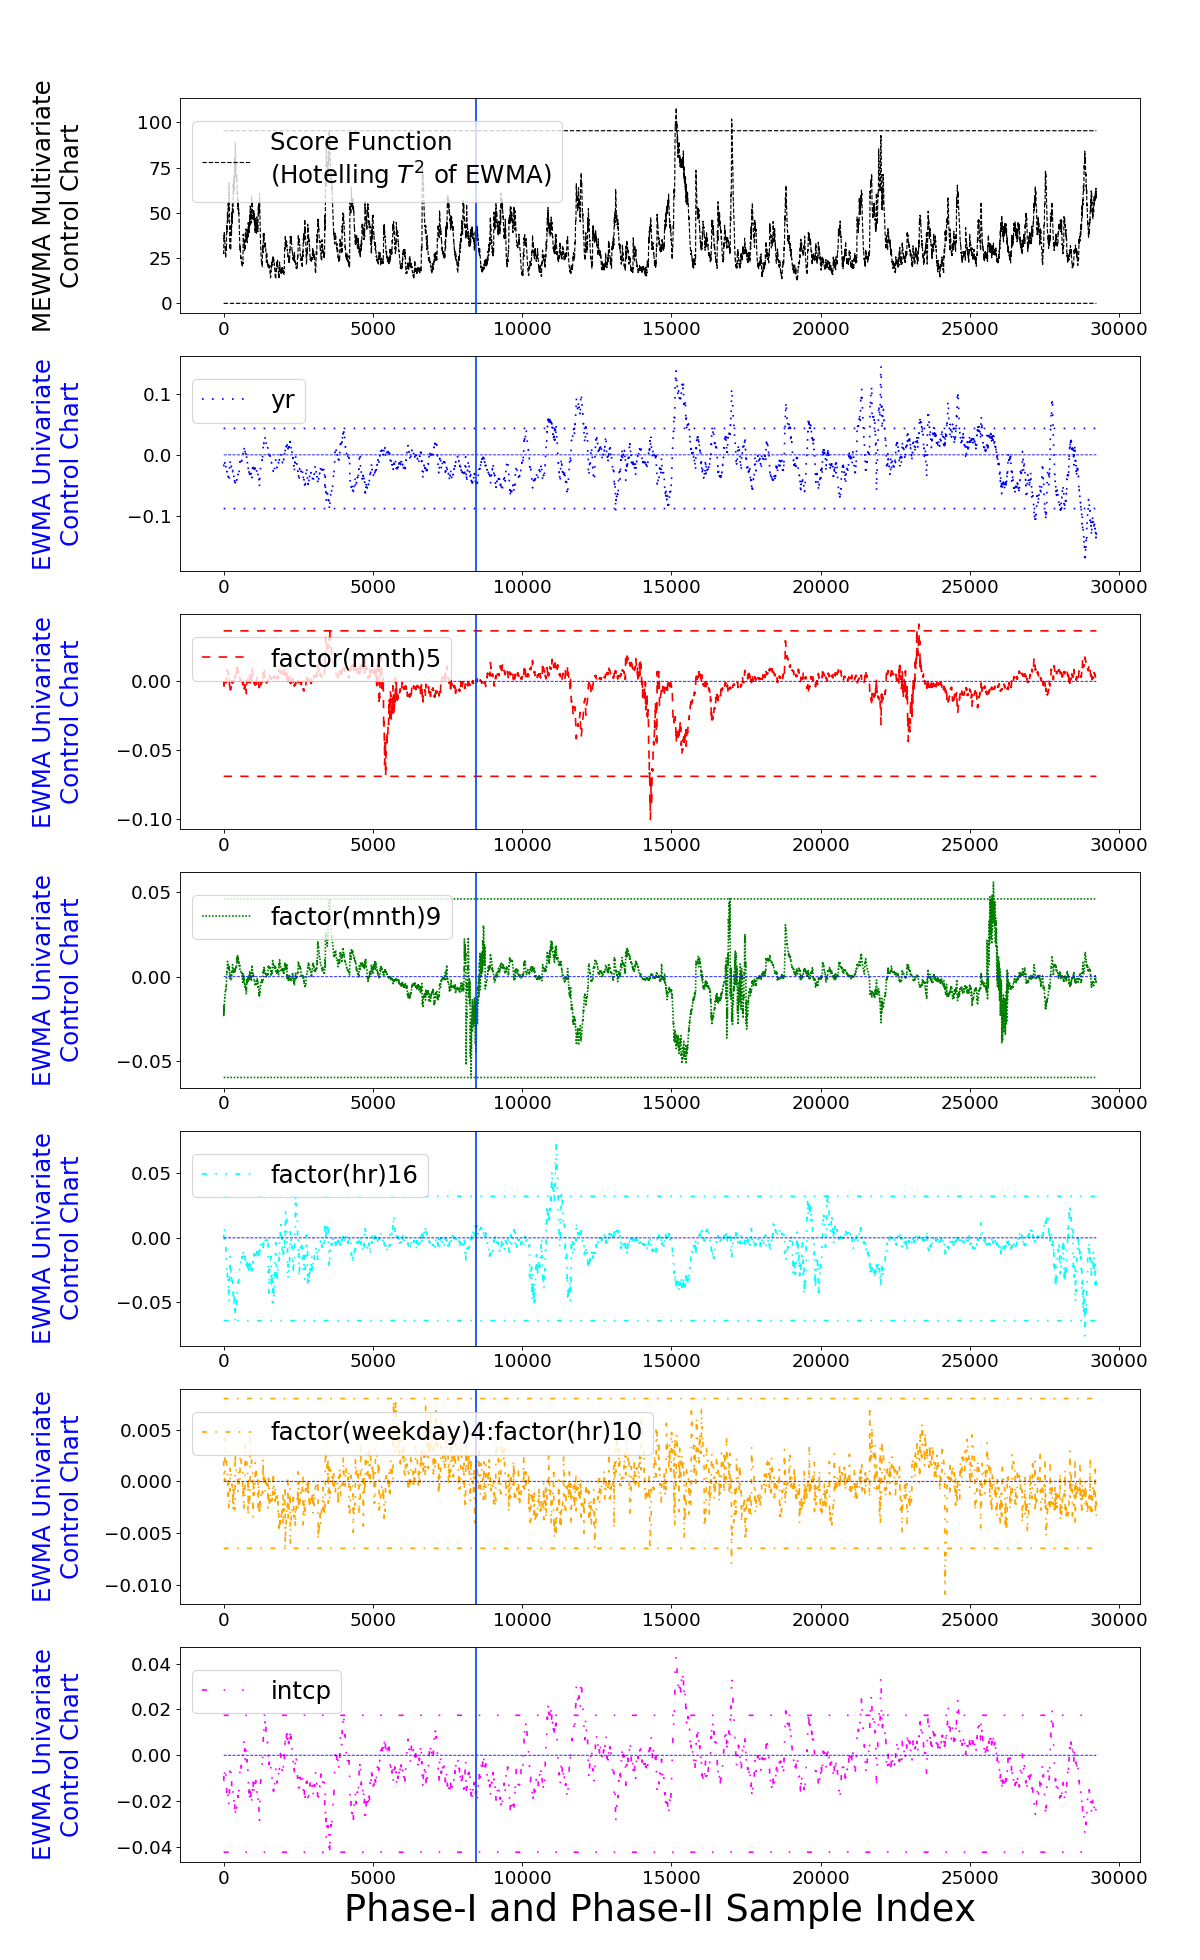 MEWMA Multivariate
Control Chart
100
75
50
25
0
Score Function
(Hotelling T² of EWMA)
0 5000 10000 15000 20000 25000 30000
EWMA Univariate
Control Chart
0.1
0.0
−0.1
yr
0 5000 10000 15000 20000 25000 30000
EWMA Univariate
Control Chart
0.00
−0.05
−0.10
factor(mnth)5
0 5000 10000 15000 20000 25000 30000
EWMA Univariate
Control Chart
0.05
0.00
−0.05
factor(mnth)9
0 5000 10000 15000 20000 25000 30000
EWMA Univariate
Control Chart
0.05
0.00
−0.05
factor(hr)16
0 5000 10000 15000 20000 25000 30000
EWMA Univariate
Control Chart
0.005
0.000
−0.005
−0.010
factor(weekday)4:factor(hr)10
0 5000 10000 15000 20000 25000 30000
EWMA Univariate
Control Chart
0.04
0.02
0.00
−0.02
−0.04
intcp
0 5000 10000 15000 20000 25000 30000
Phase-I and Phase-II Sample Index